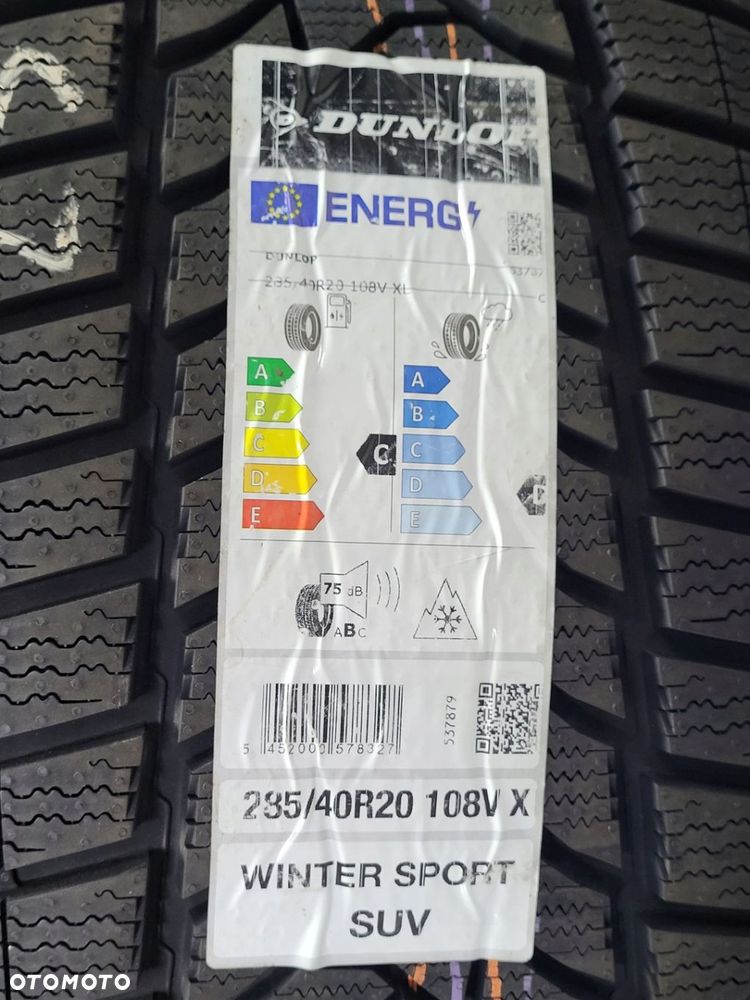 DUNLOP
ENERG
DUNLOP
285/40R20 108V XL
C
A
B
C
D
E
C
A
B
C
D
E
D
75 dB
ABC
537879
5 452000 578327
285/40R20 108V X
WINTER SPORT
SUV
OTOMOTO